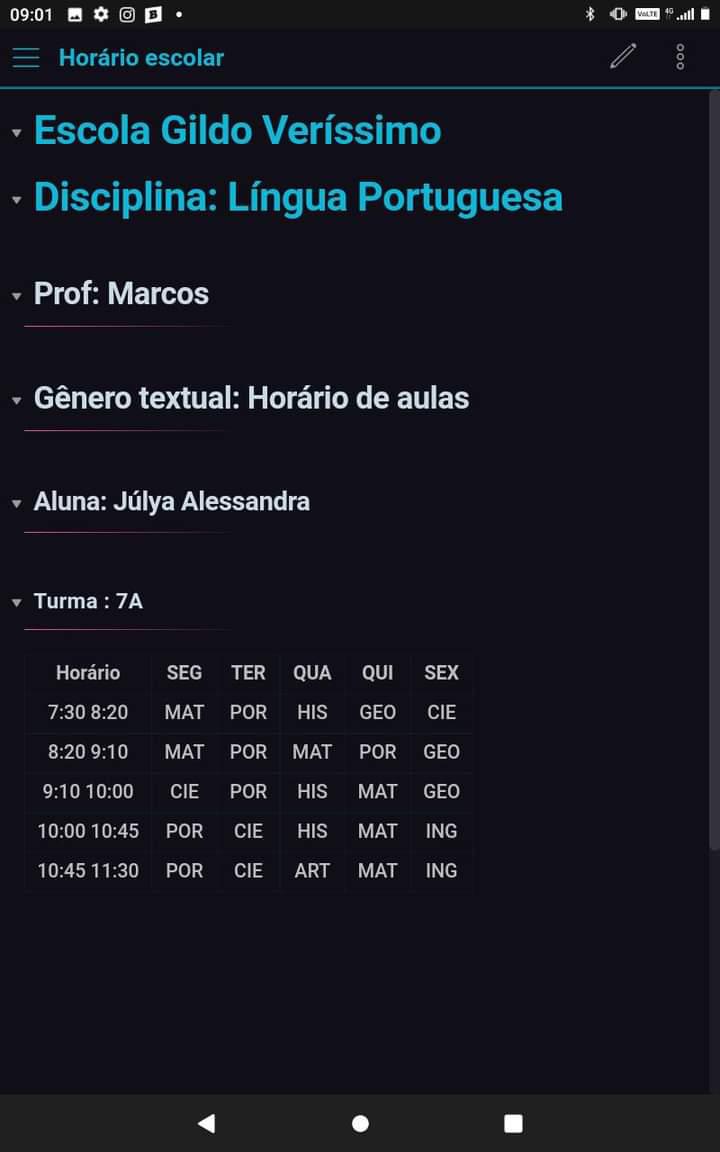 09:01 VoLTE 4G
Horário escolar
Escola Gildo Veríssimo
Disciplina: Língua Portuguesa
Prof: Marcos
Gênero textual: Horário de aulas
Aluna: Júlya Alessandra
Turma : 7A
Horário SEG TER QUA QUI SEX
7:30 8:20 MAT POR HIS GEO CIE
8:20 9:10 MAT POR MAT POR GEO
9:10 10:00 CIE POR HIS MAT GEO
10:00 10:45 POR CIE HIS MAT ING
10:45 11:30 POR CIE ART MAT ING